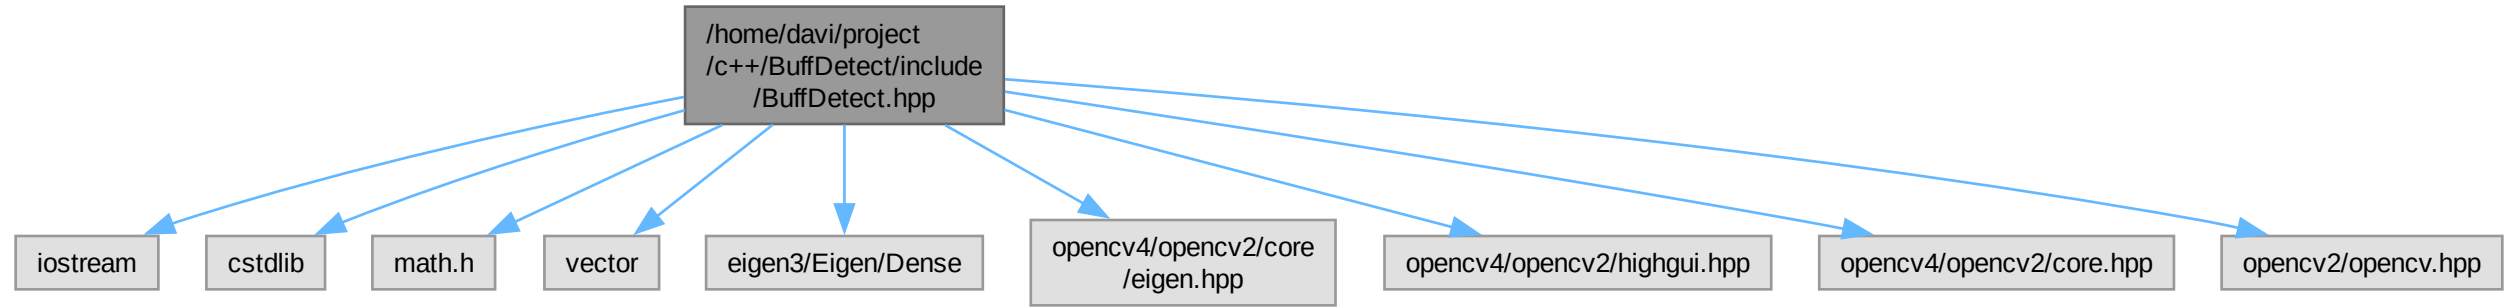 /home/davi/project
/c++/BuffDetect/include
/BuffDetect.hpp
iostream
cstdlib
math.h
vector
eigen3/Eigen/Dense
opencv4/opencv2/core
/eigen.hpp
opencv4/opencv2/highgui.hpp
opencv4/opencv2/core.hpp
opencv2/opencv.hpp